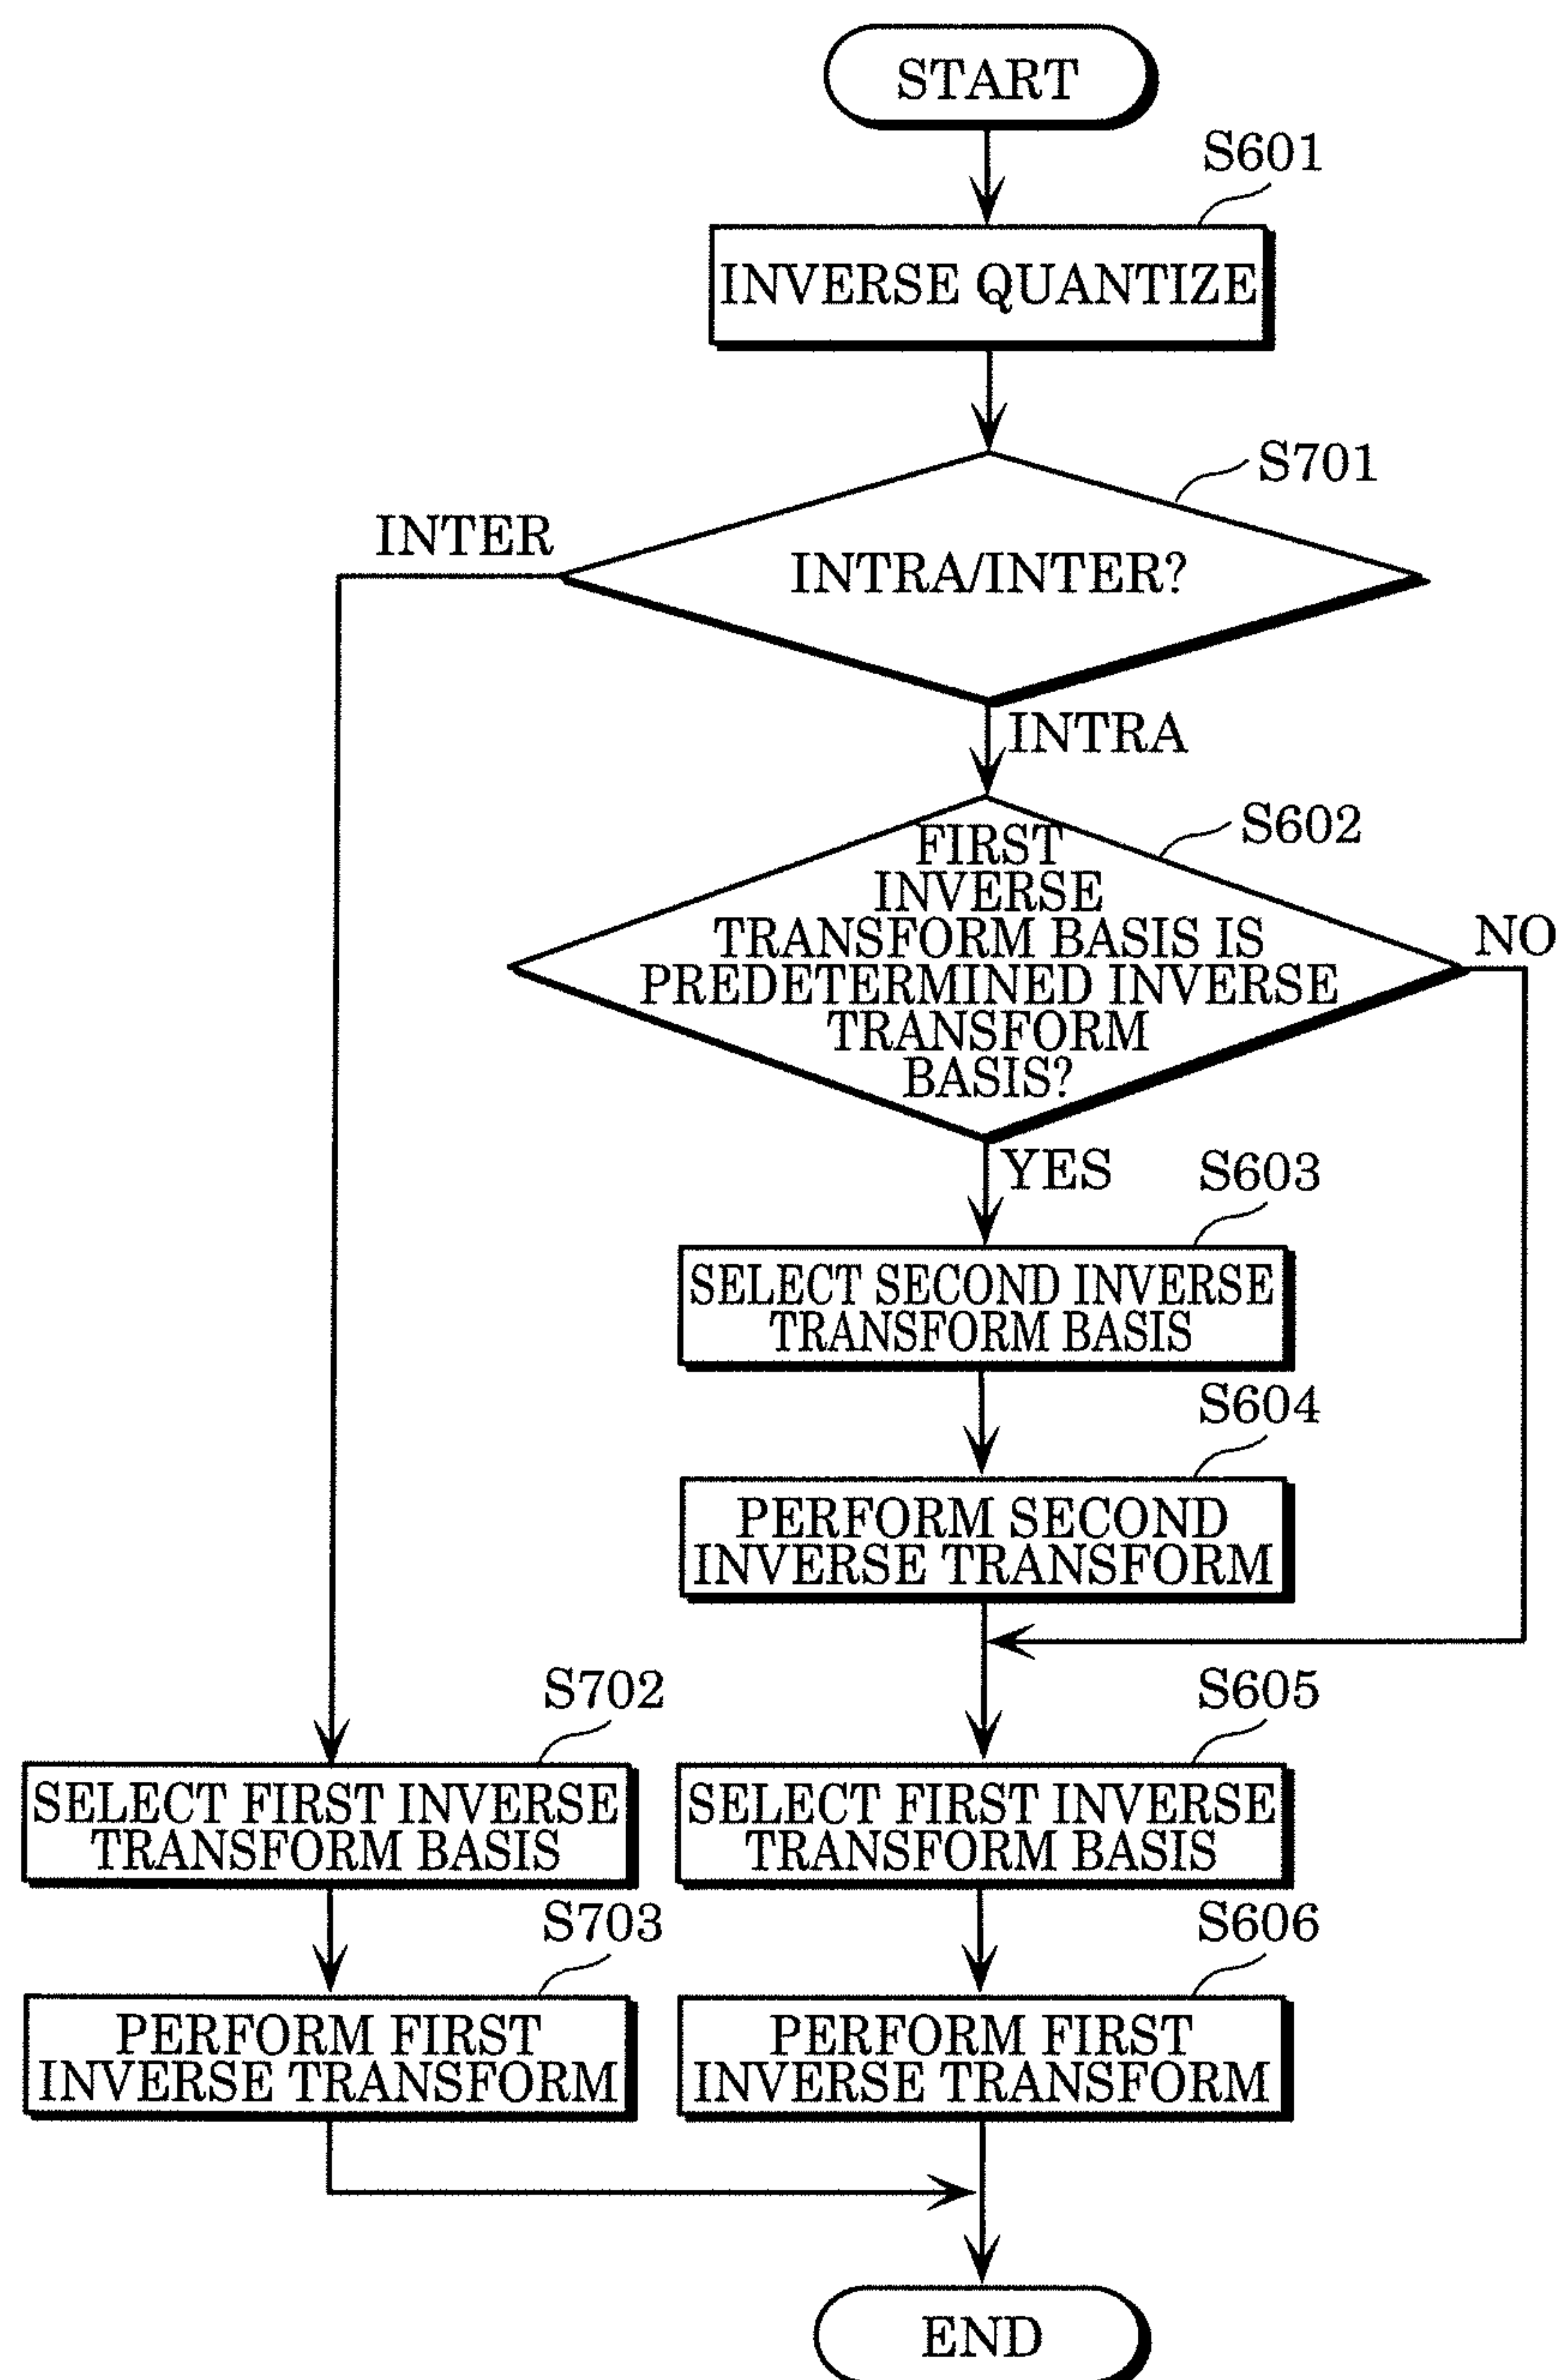 START
S601
INVERSE QUANTIZE
S701
INTER
INTRA/INTER?
INTRA
S602
FIRST
INVERSE
TRANSFORM BASIS IS
PREDETERMINED INVERSE
TRANSFORM
BASIS?
NO
YES
S603
SELECT SECOND INVERSE
TRANSFORM BASIS
S604
PERFORM SECOND
INVERSE TRANSFORM
S702
SELECT FIRST INVERSE
TRANSFORM BASIS
S605
SELECT FIRST INVERSE
TRANSFORM BASIS
S703
PERFORM FIRST
INVERSE TRANSFORM
S606
PERFORM FIRST
INVERSE TRANSFORM
END